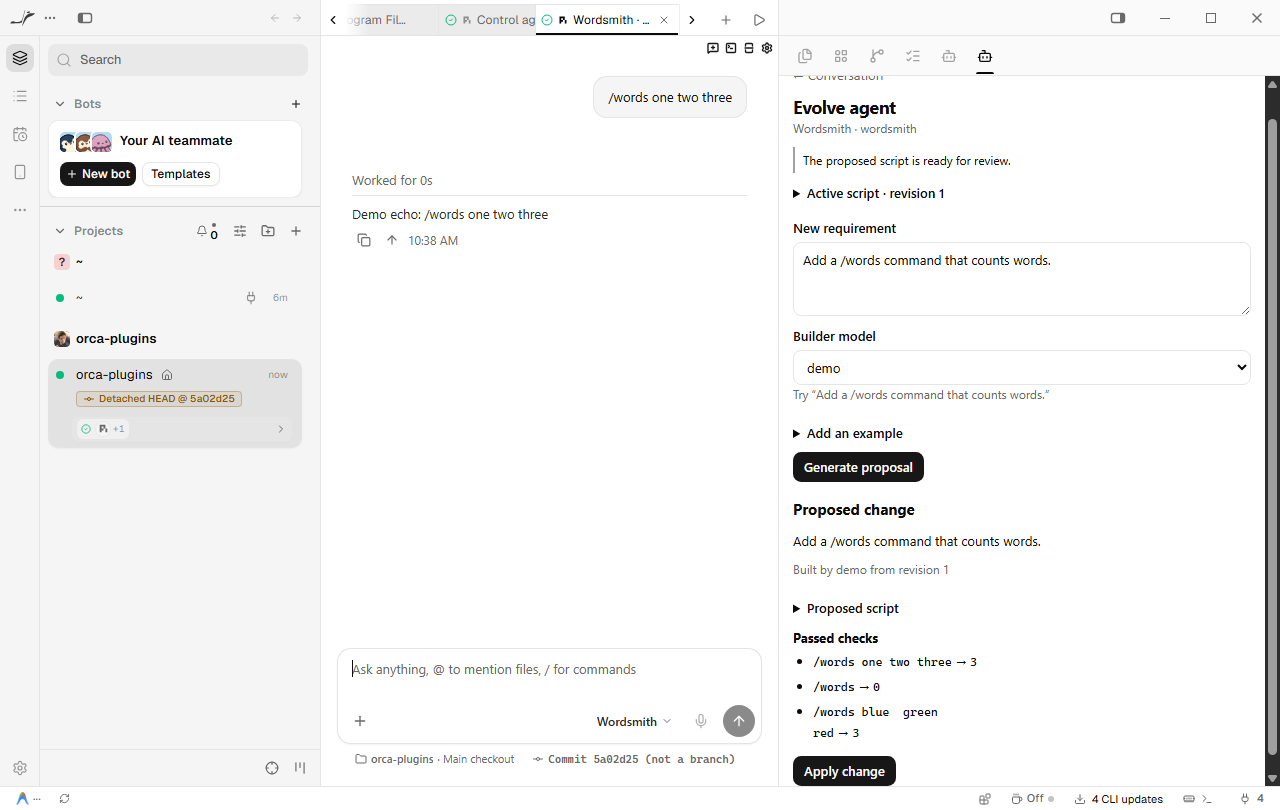 Search
Bots
Your AI teammate
New bot
Templates
Projects
0
?
~
~
6m
orca-plugins
orca-plugins
now
Detached HEAD @ 5a02d25
+1
ogram Fil...
Control ag
Wordsmith · ...
/words one two three
Worked for 0s
Demo echo: /words one two three
10:38 AM
Ask anything, @ to mention files, / for commands
Wordsmith
orca-plugins · Main checkout
Commit 5a02d25 (not a branch)
← Conversation
Evolve agent
Wordsmith · wordsmith
The proposed script is ready for review.
Active script · revision 1
New requirement
Add a /words command that counts words.
Builder model
demo
Try “Add a /words command that counts words.”
Add an example
Generate proposal
Proposed change
Add a /words command that counts words.
Built by demo from revision 1
Proposed script
Passed checks
/words one two three → 3
/words → 0
/words blue  green
red → 3
Apply change
Off
4 CLI updates
4